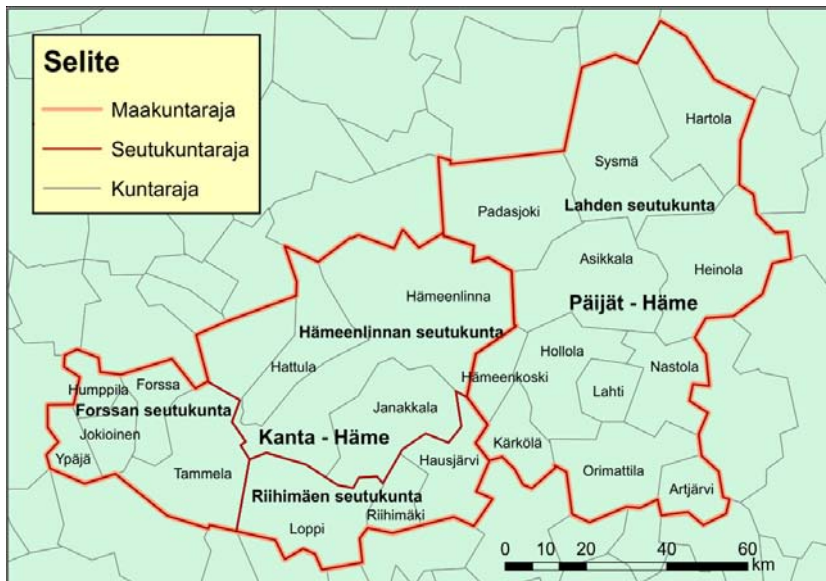 Selite
Maakuntaraja
Seutukuntaraja
Kuntaraja
Hartola
Sysmä
Padasjoki
Lahden seutukunta
Asikkala
Heinola
Hämeenlinna
Päijät - Häme
Hämeenlinnan seutukunta
Hollola
Hattula
Nastola
Hämeenkoski
Humppila
Forssa
Lahti
Janakkala
Forssan seutukunta
Jokioinen
Kanta - Häme
Kärkölä
Ypäjä
Hausjärvi
Tammela
Orimattila
Riihimäen seutukunta
Artjärvi
Riihimäki
Loppi
0 10 20 40 60
km